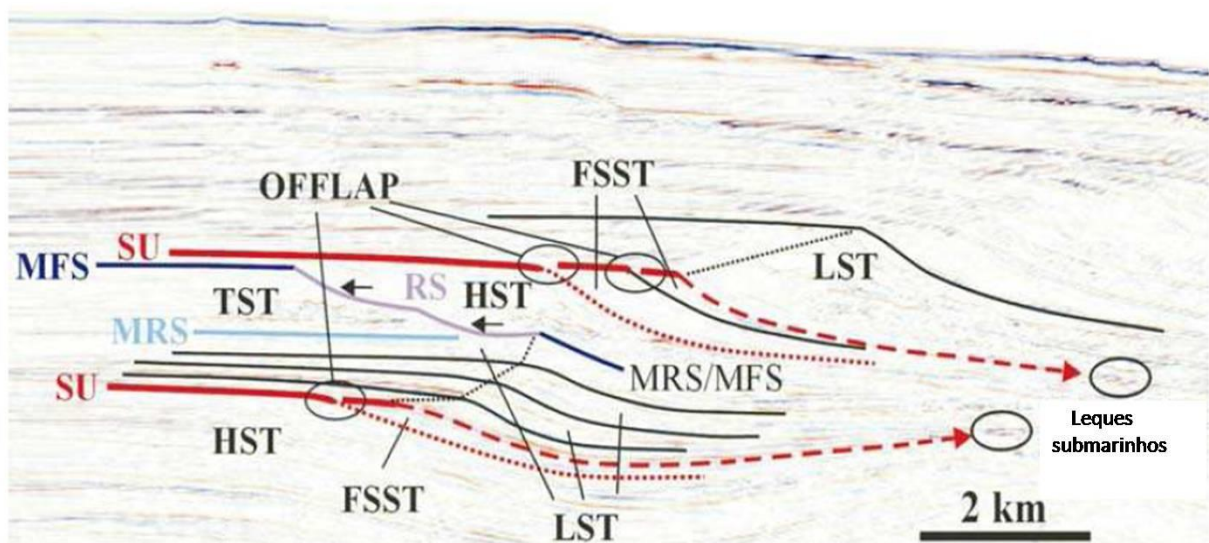 OFFLAP
FSST
SU
MFS
LST
TST
RS
HST
MRS
MRS/MFS
SU
HST
Leques
submarinhos
FSST
LST
2 km